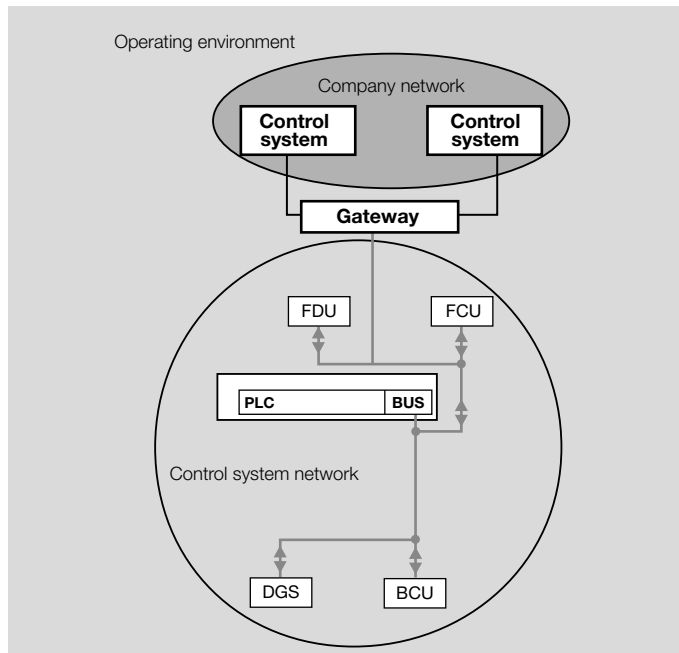 Operating environment
Company network
Control
system
Control
system
Gateway
FDU
FCU
PLC
BUS
Control system network
DGS
BCU